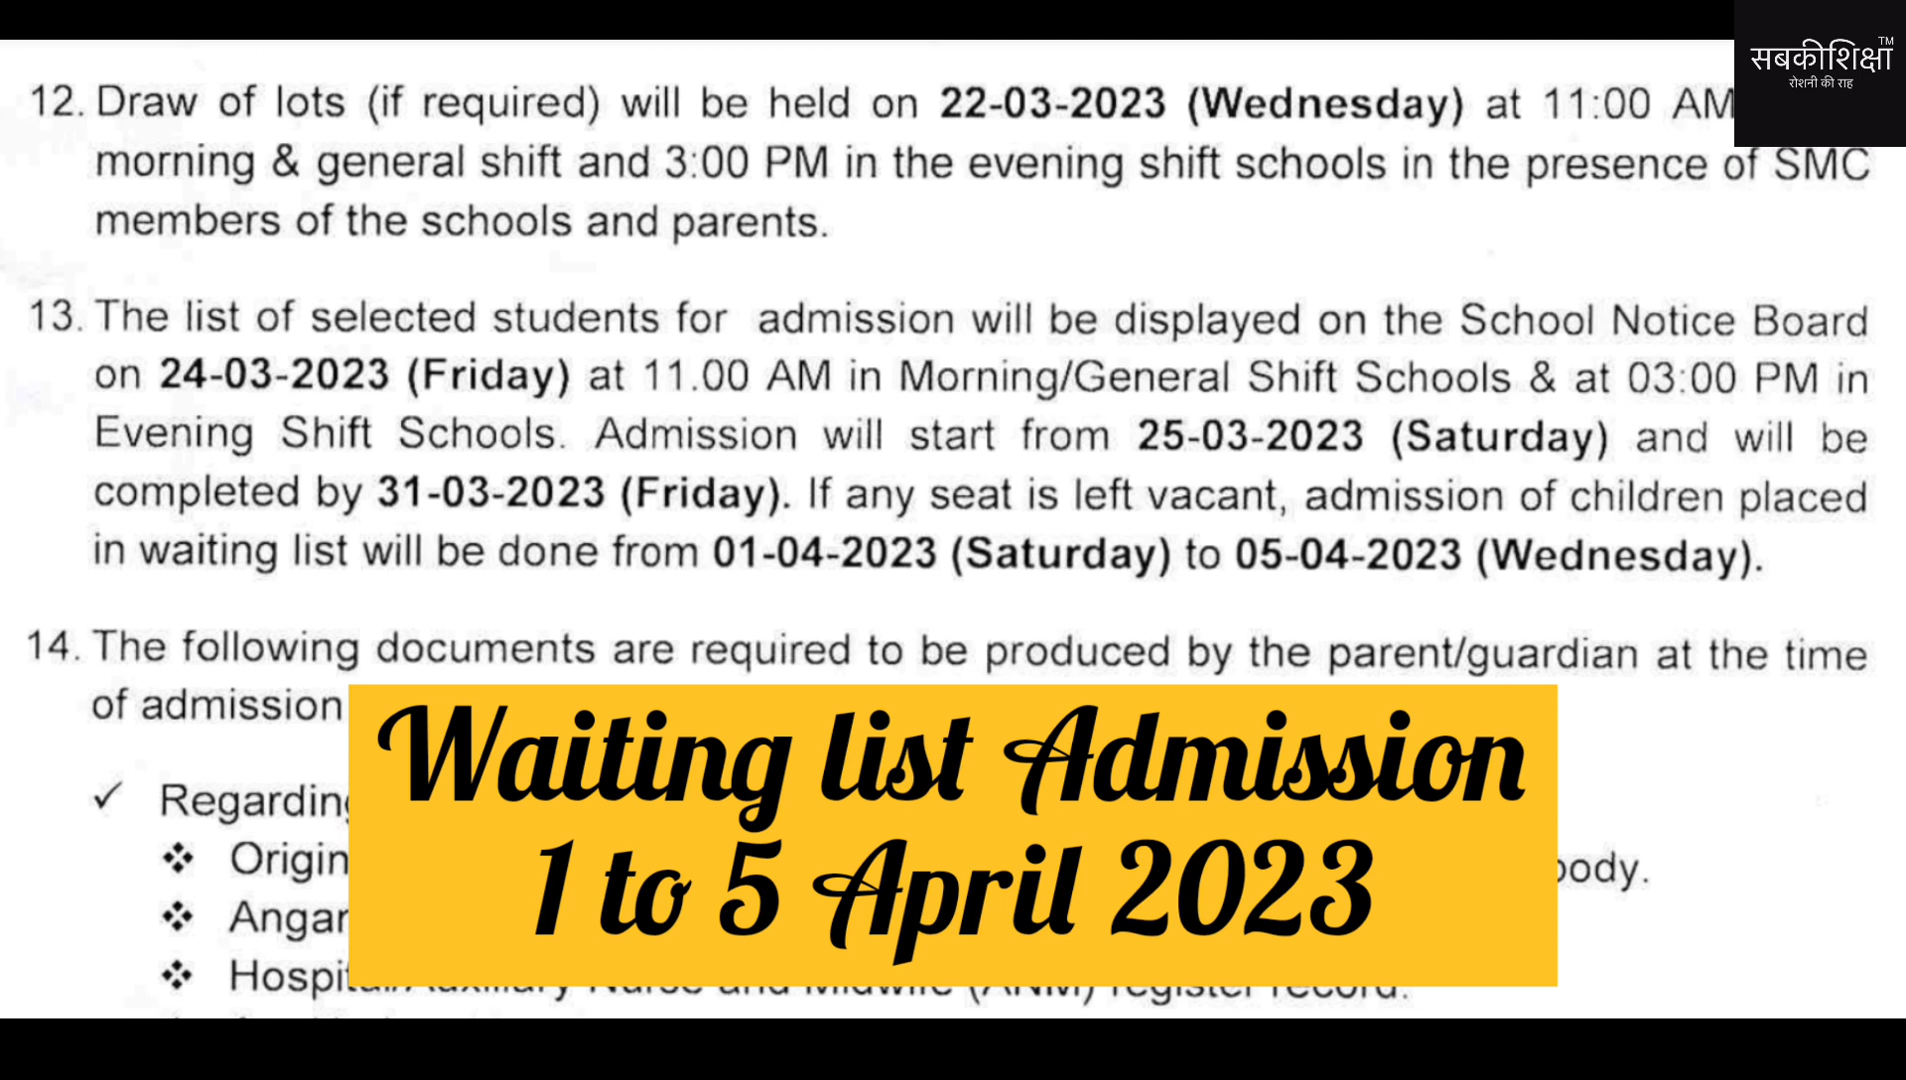 सबकीशिक्षा™
रोशनी की राह
12. Draw of lots (if required) will be held on 22-03-2023 (Wednesday) at 11:00 AM
morning & general shift and 3:00 PM in the evening shift schools in the presence of SMC
members of the schools and parents.
13. The list of selected students for admission will be displayed on the School Notice Board
on 24-03-2023 (Friday) at 11.00 AM in Morning/General Shift Schools & at 03:00 PM in
Evening Shift Schools. Admission will start from 25-03-2023 (Saturday) and will be
completed by 31-03-2023 (Friday). If any seat is left vacant, admission of children placed
in waiting list will be done from 01-04-2023 (Saturday) to 05-04-2023 (Wednesday).
14. The following documents are required to be produced by the parent/guardian at the time
of admission
Waiting list Admission
1 to 5 April 2023